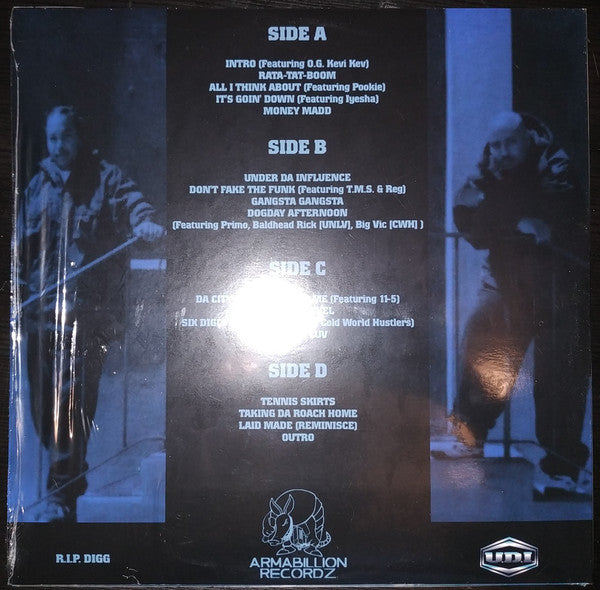 SIDE A
INTRO (Featuring O.G. Kevi Kev)
RATA-TAT-BOOM
ALL I THINK ABOUT (Featuring Pookie)
IT'S GOIN' DOWN (Featuring Iyesha)
MONEY MADD
SIDE B
UNDER DA INFLUENCE
DON'T FAKE THE FUNK (Featuring T.M.S. & Reg)
GANGSTA GANGSTA
DOGDAY AFTERNOON
(Featuring Primo, Baldhead Rick [UNLV], Big Vic [CWH] )
SIDE C
DA (Featuring 11-5)
SIX Cold World Hustlers)
SIDE D
TENNIS SKIRTS
TAKING DA ROACH HOME
LAID MADE (REMINISCE)
OUTRO
ARMABILLION
RECORDZ
R.I.P. DIGG
U.D.I